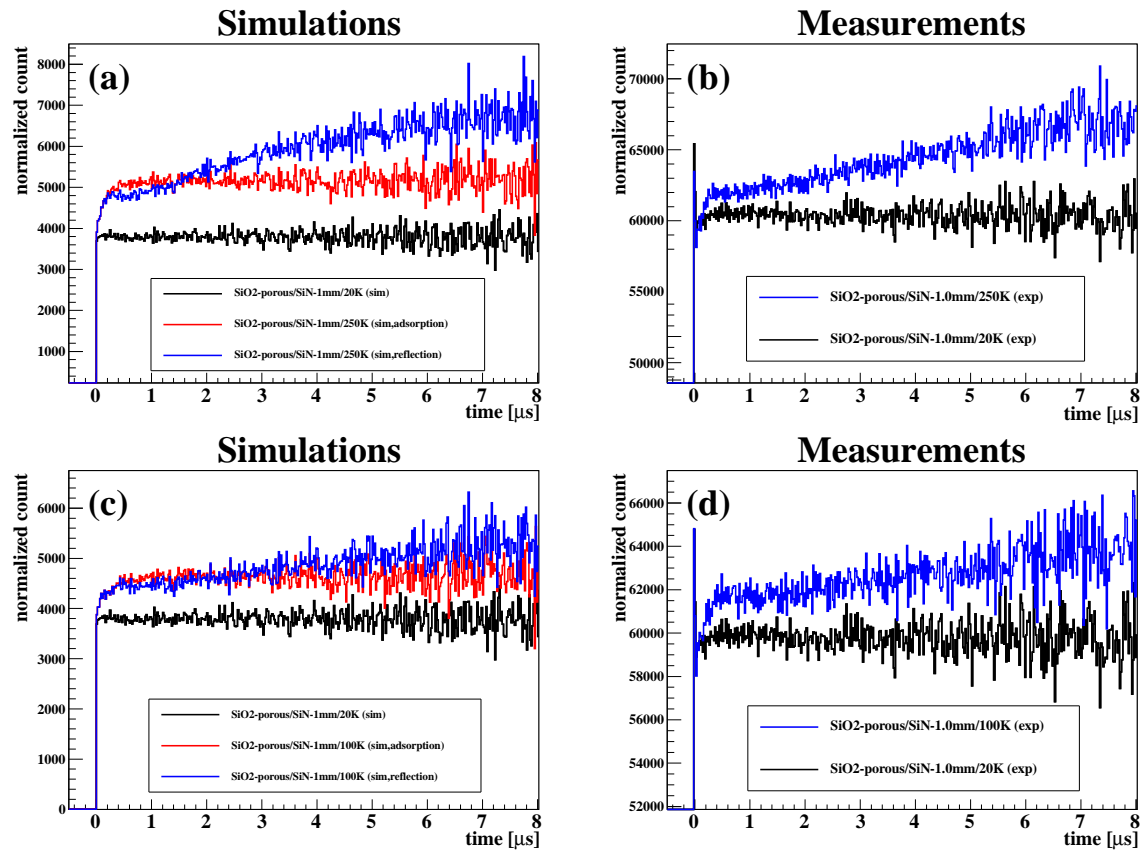 Simulations
(a)
normalized count
8000
7000
6000
5000
4000
3000
2000
1000
SiO2-porous/SiN-1mm/20K (sim)
SiO2-porous/SiN-1mm/250K (sim,adsorption)
SiO2-porous/SiN-1mm/250K (sim,reflection)
0 1 2 3 4 5 6 7 8
time [μs]
Measurements
(b)
normalized count
70000
65000
60000
55000
50000
SiO2-porous/SiN-1.0mm/250K (exp)
SiO2-porous/SiN-1.0mm/20K (exp)
0 1 2 3 4 5 6 7 8
time [μs]
Simulations
(c)
normalized count
6000
5000
4000
3000
2000
1000
0
SiO2-porous/SiN-1mm/20K (sim)
SiO2-porous/SiN-1mm/100K (sim,adsorption)
SiO2-porous/SiN-1mm/100K (sim,reflection)
0 1 2 3 4 5 6 7 8
time [μs]
Measurements
(d)
normalized count
66000
64000
62000
60000
58000
56000
54000
52000
SiO2-porous/SiN-1.0mm/100K (exp)
SiO2-porous/SiN-1.0mm/20K (exp)
0 1 2 3 4 5 6 7 8
time [μs]